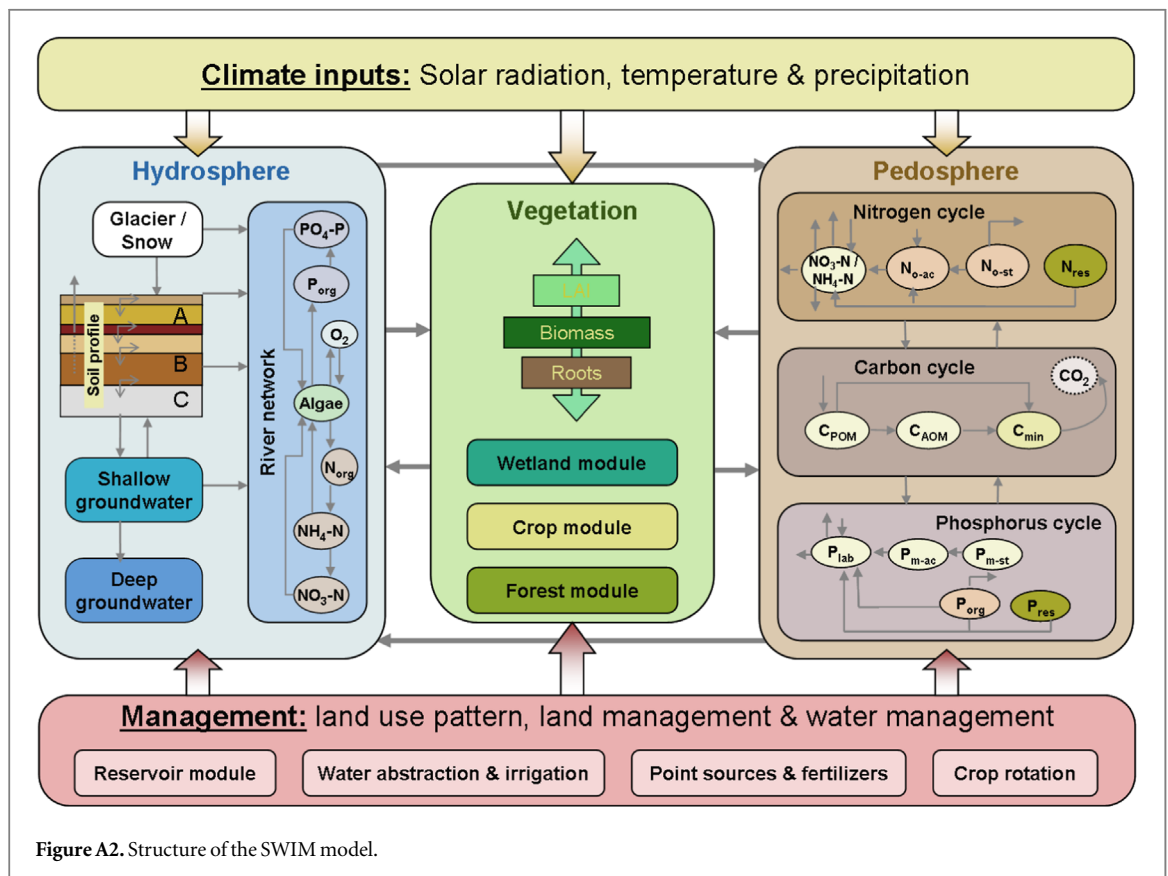 Climate inputs: Solar radiation, temperature & precipitation
Hydrosphere
Glacier /
Snow
Soil profile
A
B
C
Shallow
groundwater
Deep
groundwater
River network
PO4-P
Porg
O2
Algae
Norg
NH4-N
NO3-N
Vegetation
LAI
Biomass
Roots
Wetland module
Crop module
Forest module
Pedosphere
Nitrogen cycle
NO3-N /
NH4-N
No-ac
No-st
Nres
Carbon cycle
CO2
CPOM
CAOM
Cmin
Phosphorus cycle
Plab
Pm-ac
Pm-st
Porg
Pres
Management: land use pattern, land management & water management
Reservoir module
Water abstraction & irrigation
Point sources & fertilizers
Crop rotation
Figure A2. Structure of the SWIM model.